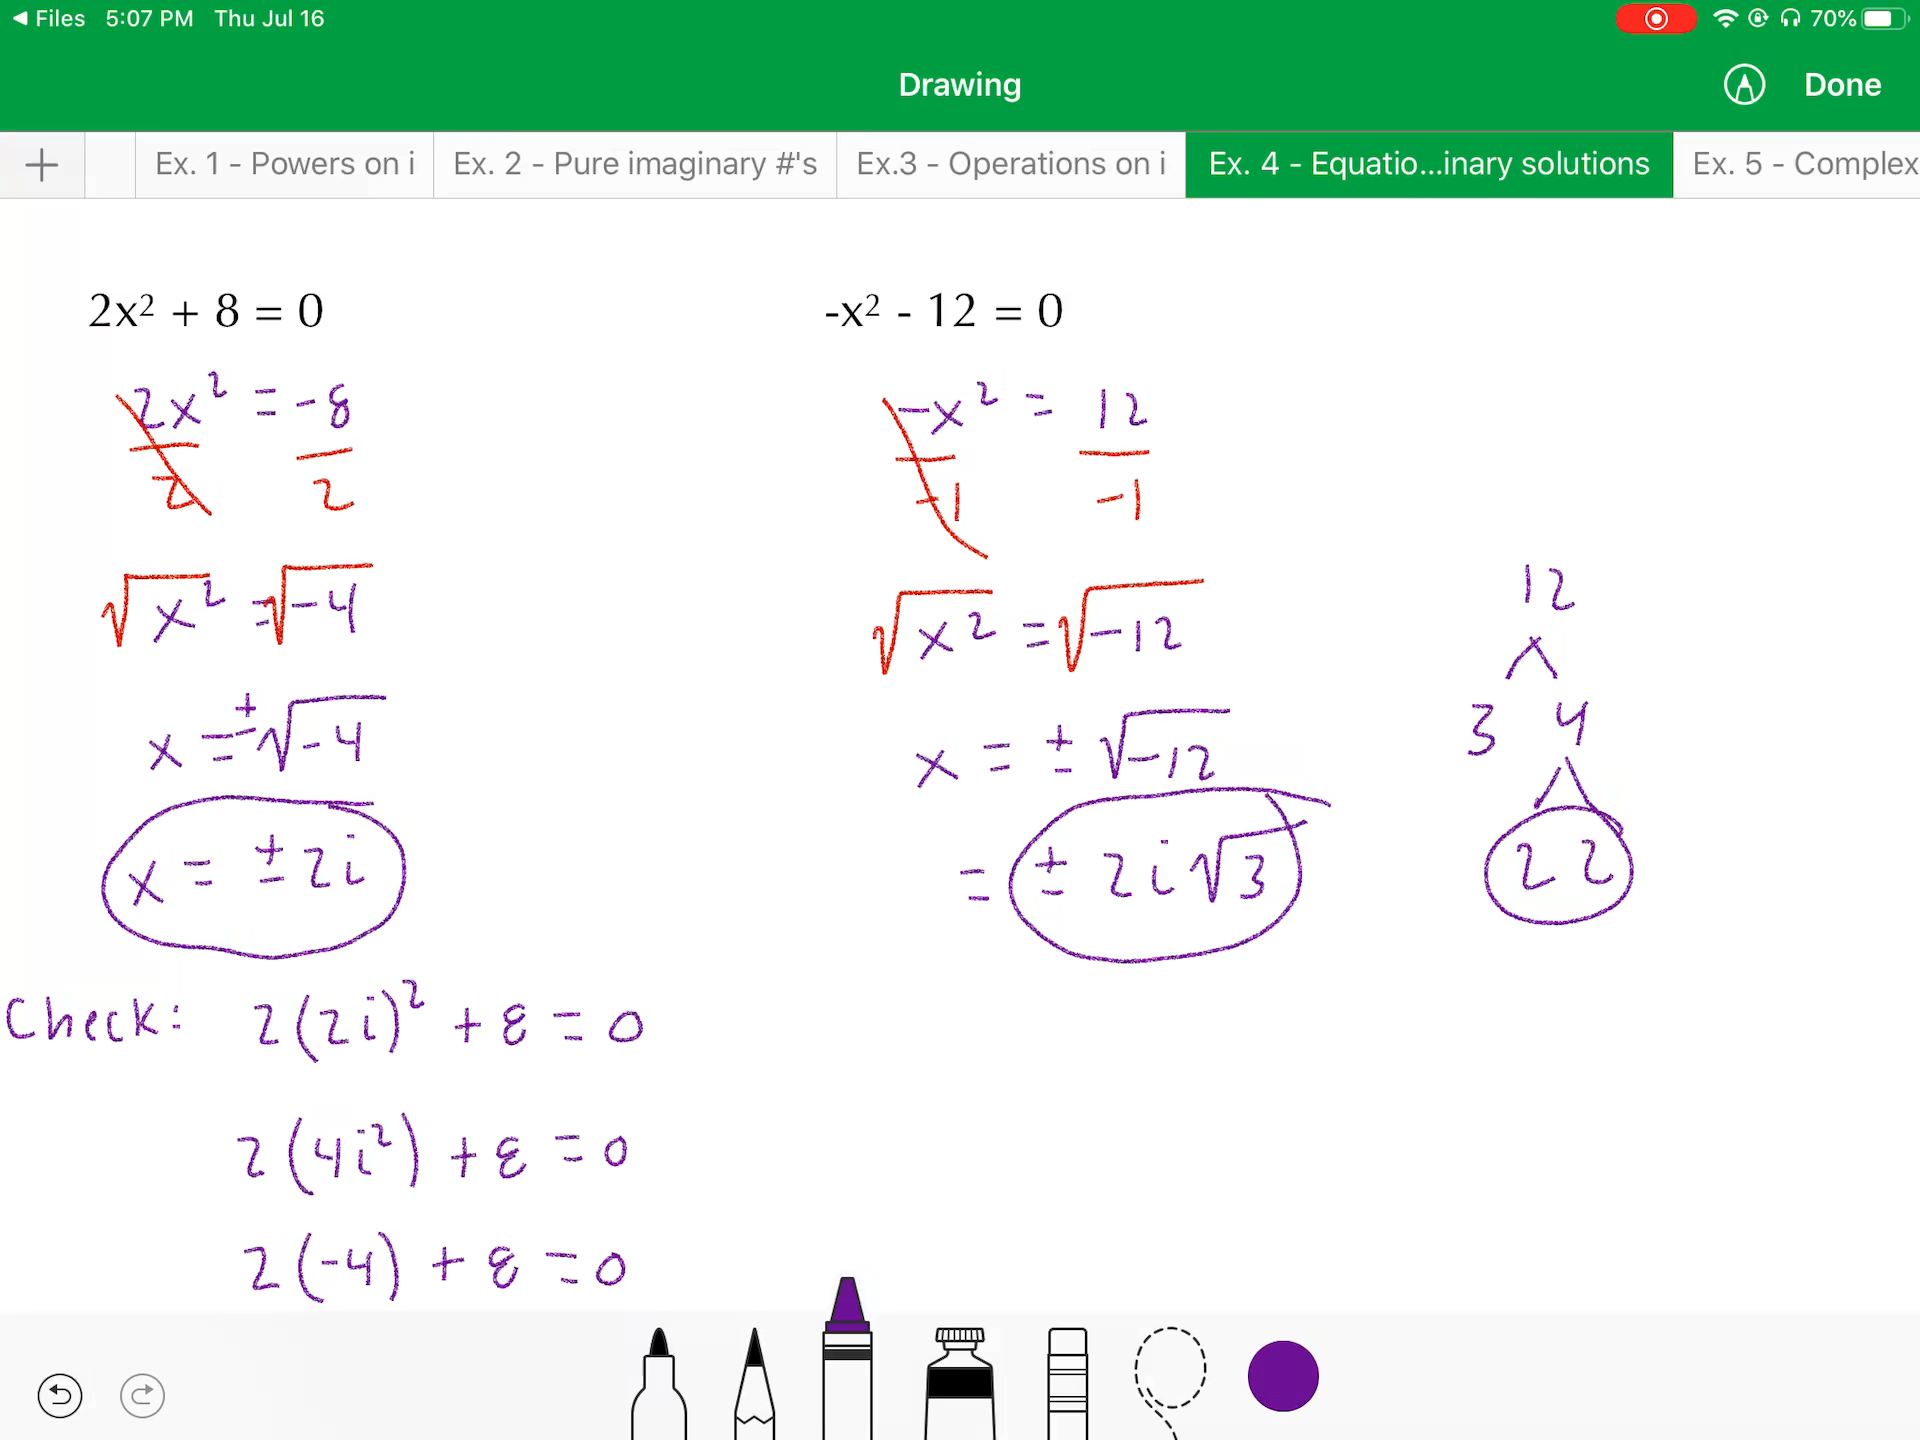 Files 5:07 PM Thu Jul 16 70%
Drawing Done
Ex. 1 - Powers on i Ex. 2 - Pure imaginary #'s Ex.3 - Operations on i Ex. 4 - Equatio...inary solutions Ex. 5 - Complex
2x² + 8 = 0
2x² = -8
2 2
√x² = √-4
x = ±√-4
x = ±2i
Check: 2(2i)² + 8 = 0
2(4i²) + 8 = 0
2(-4) + 8 = 0
-x² - 12 = 0
-x² = 12
-1 -1
√x² = √-12
x = ± √-12
= ± 2i√3
12
3 4
2 2